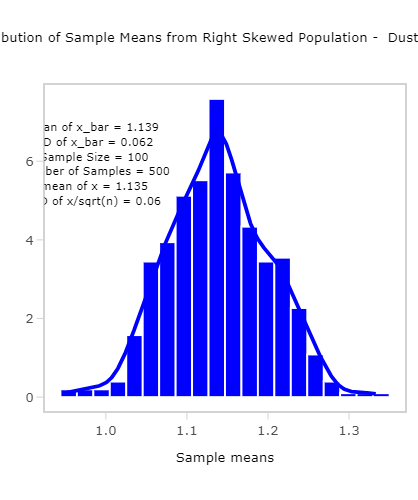 bution of Sample Means from Right Skewed Population - Dust
an of x_bar = 1.139
D of x_bar = 0.062
Sample Size = 100
ber of Samples = 500
mean of x = 1.135
D of x/sqrt(n) = 0.06
6
4
2
0
1.0 1.1 1.2 1.3
Sample means